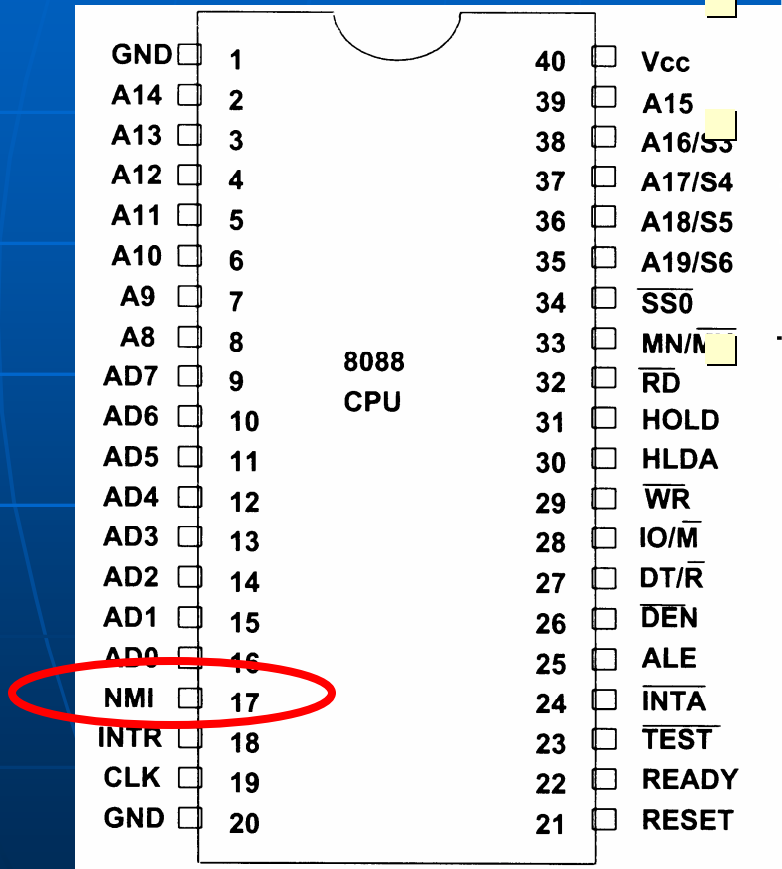 GND 1 40 Vcc
A14 2 39 A15
A13 3 38 A16/S3
A12 4 37 A17/S4
A11 5 36 A18/S5
A10 6 35 A19/S6
A9 7 34 SS0
A8 8 33 MN/
8088
AD7 9 32 RD
CPU
AD6 10 31 HOLD
AD5 11 30 HLDA
AD4 12 29 WR
AD3 13 28 IO/M
AD2 14 27 DT/R
AD1 15 26 DEN
AD0 16 25 ALE
NMI 17 24 INTA
INTR 18 23 TEST
CLK 19 22 READY
GND 20 21 RESET